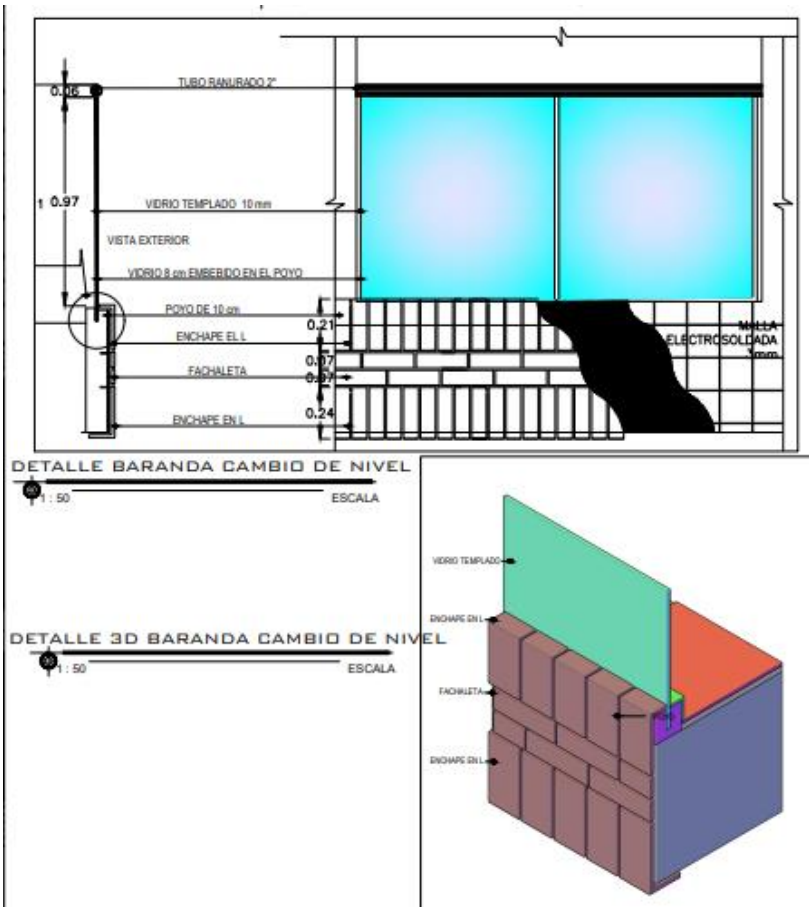 TUBO RANURADO 2"
0.06
1 0.97
VIDRIO TEMPLADO 10 mm
VISTA EXTERIOR
VIDRIO 8 cm EMBEBIDO EN EL POYO
POYO DE 10 cm
0.21
ENCHAPE EL L
MALLA
ELECTROSOLDADA
0.07
FACHALETA
0.07
ENCHAPE EN L
0.24
DETALLE BARANDA CAMBIO DE NIVEL
1 : 50 ESCALA
DETALLE 3D BARANDA CAMBIO DE NIVEL
1 : 50 ESCALA
VIDRIO TEMPLADO
ENCHAPE EN L
FACHALETA
ENCHAPE EN L